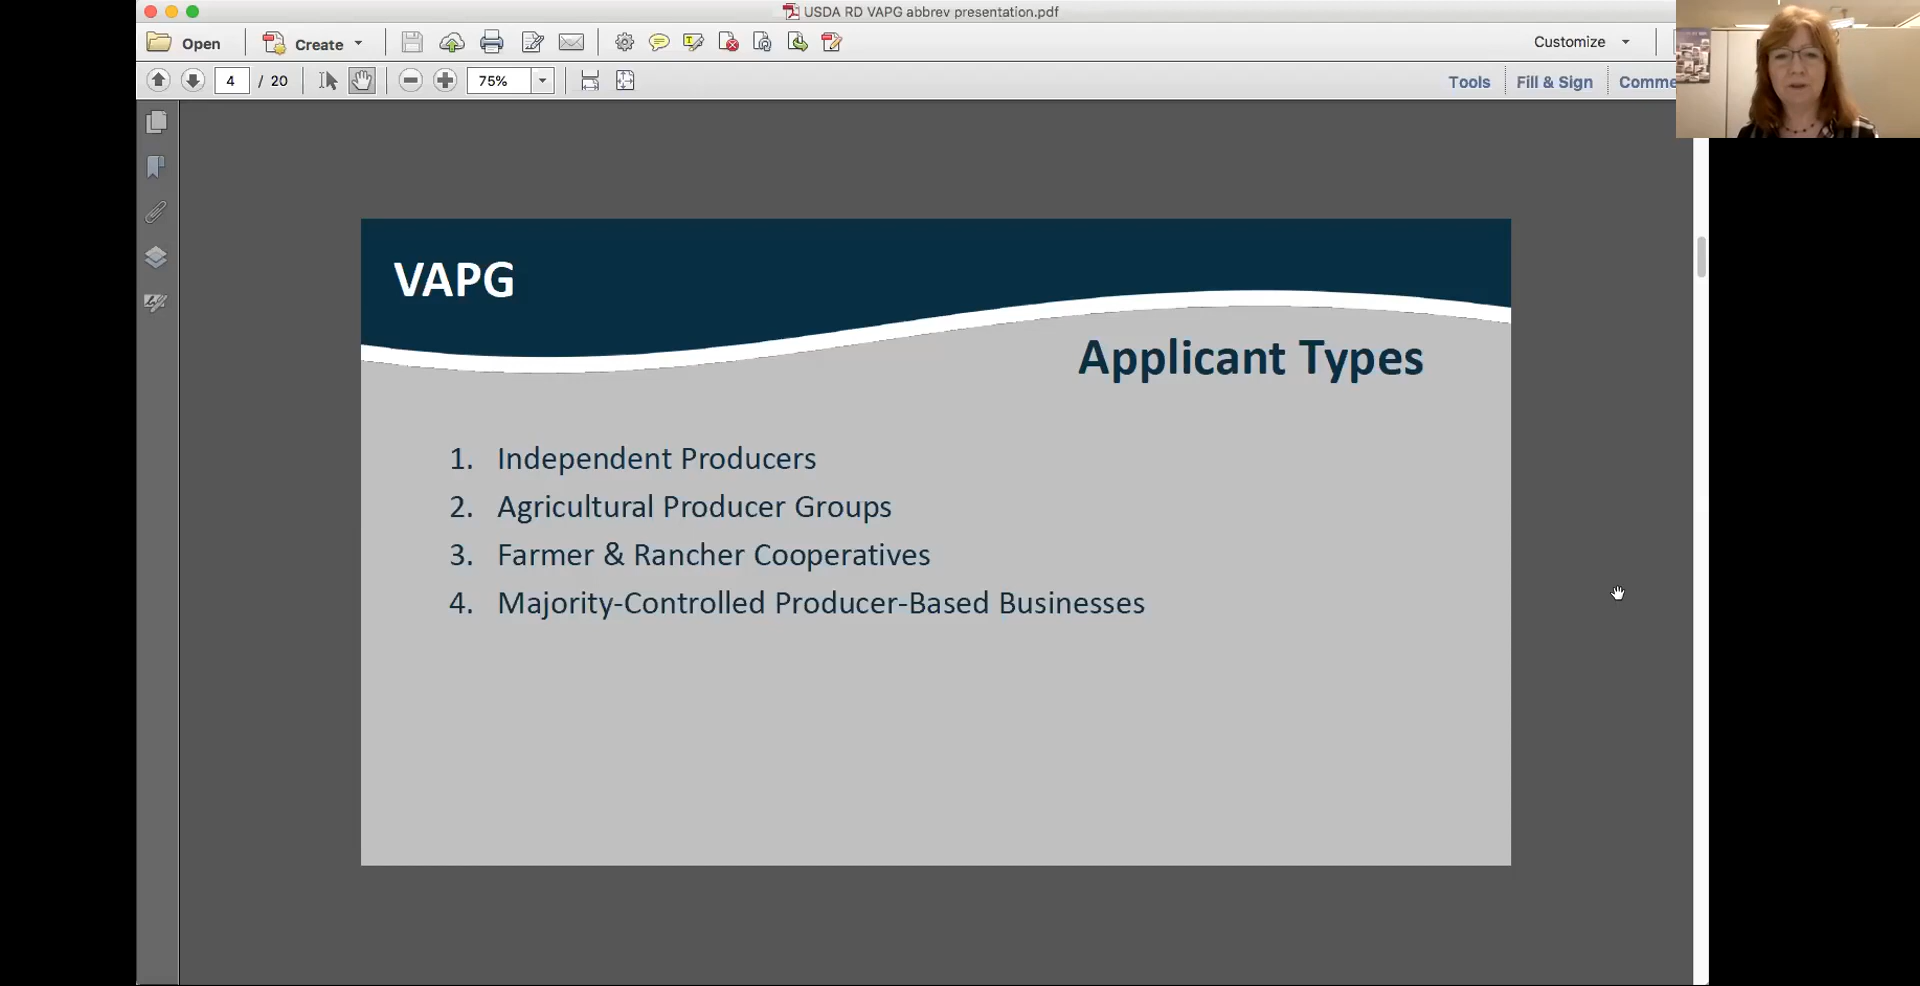 USDA RD VAPG abbrev presentation.pdf
Open
Create
Customize
4 / 20
75%
Tools
Fill & Sign
Comme
VAPG
Applicant Types
1. Independent Producers
2. Agricultural Producer Groups
3. Farmer & Rancher Cooperatives
4. Majority-Controlled Producer-Based Businesses